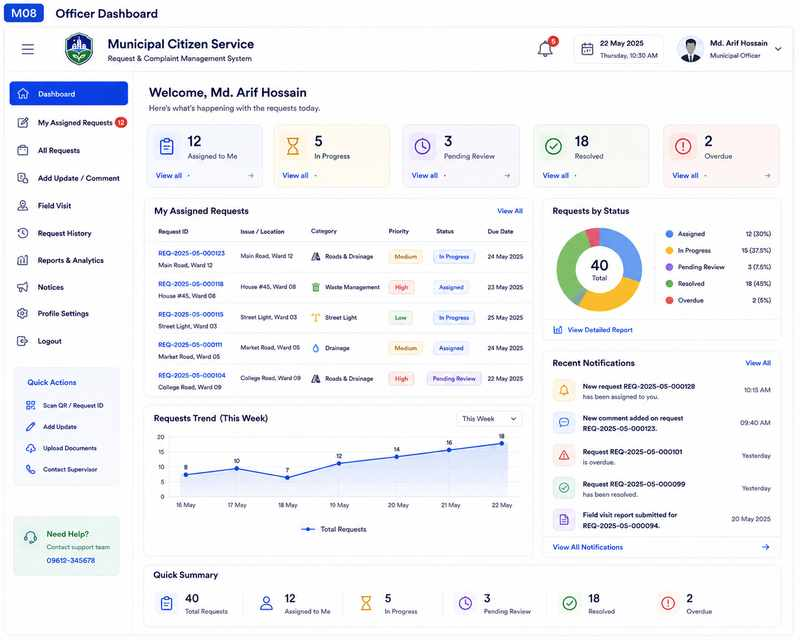 M08 Officer Dashboard
Municipal Citizen Service
Request & Complaint Management System
5
22 May 2025
Thursday, 10:30 AM
Md. Arif Hossain
Municipal Officer
Dashboard
My Assigned Requests 12
All Requests
Add Update / Comment
Field Visit
Request History
Reports & Analytics
Notices
Profile Settings
Logout
Quick Actions
Scan QR / Request ID
Add Update
Upload Documents
Contact Supervisor
Need Help?
Contact support team
09612-345678
Welcome, Md. Arif Hossain
Here's what's happening with the requests today.
12
Assigned to Me
View all
5
In Progress
View all
3
Pending Review
View all
18
Resolved
View all
2
Overdue
View all
My Assigned Requests View All
Request ID Issue / Location Category Priority Status Due Date
REQ-2025-05-000123
Main Road, Ward 12
Main Road, Ward 12 Roads & Drainage Medium In Progress 24 May 2025
REQ-2025-05-000118
House #45, Ward 08
House #45, Ward 08 Waste Management High Assigned 23 May 2025
REQ-2025-05-000115
Street Light, Ward 03
Street Light, Ward 03 Street Light Low In Progress 25 May 2025
REQ-2025-05-000111
Market Road, Ward 05
Market Road, Ward 05 Drainage Medium Assigned 24 May 2025
REQ-2025-05-000104
College Road, Ward 09
College Road, Ward 09 Roads & Drainage High Pending Review 22 May 2025
Requests by Status
40
Total
Assigned 12 (30%)
In Progress 15 (37.5%)
Pending Review 3 (7.5%)
Resolved 18 (45%)
Overdue 2 (5%)
View Detailed Report
Requests Trend (This Week) This Week
20
15
10
5
0
8
10
7
12
14
16
18
16 May 17 May 18 May 19 May 20 May 21 May 22 May
Total Requests
Recent Notifications View All
New request REQ-2025-05-000128
has been assigned to you.
10:15 AM
New comment added on request
REQ-2025-05-000123.
09:40 AM
Request REQ-2025-05-000101
is overdue.
Yesterday
Request REQ-2025-05-000099
has been resolved.
Yesterday
Field visit report submitted for
REQ-2025-05-000094.
20 May 2025
View All Notifications
Quick Summary
40
Total Requests
12
Assigned to Me
5
In Progress
3
Pending Review
18
Resolved
2
Overdue